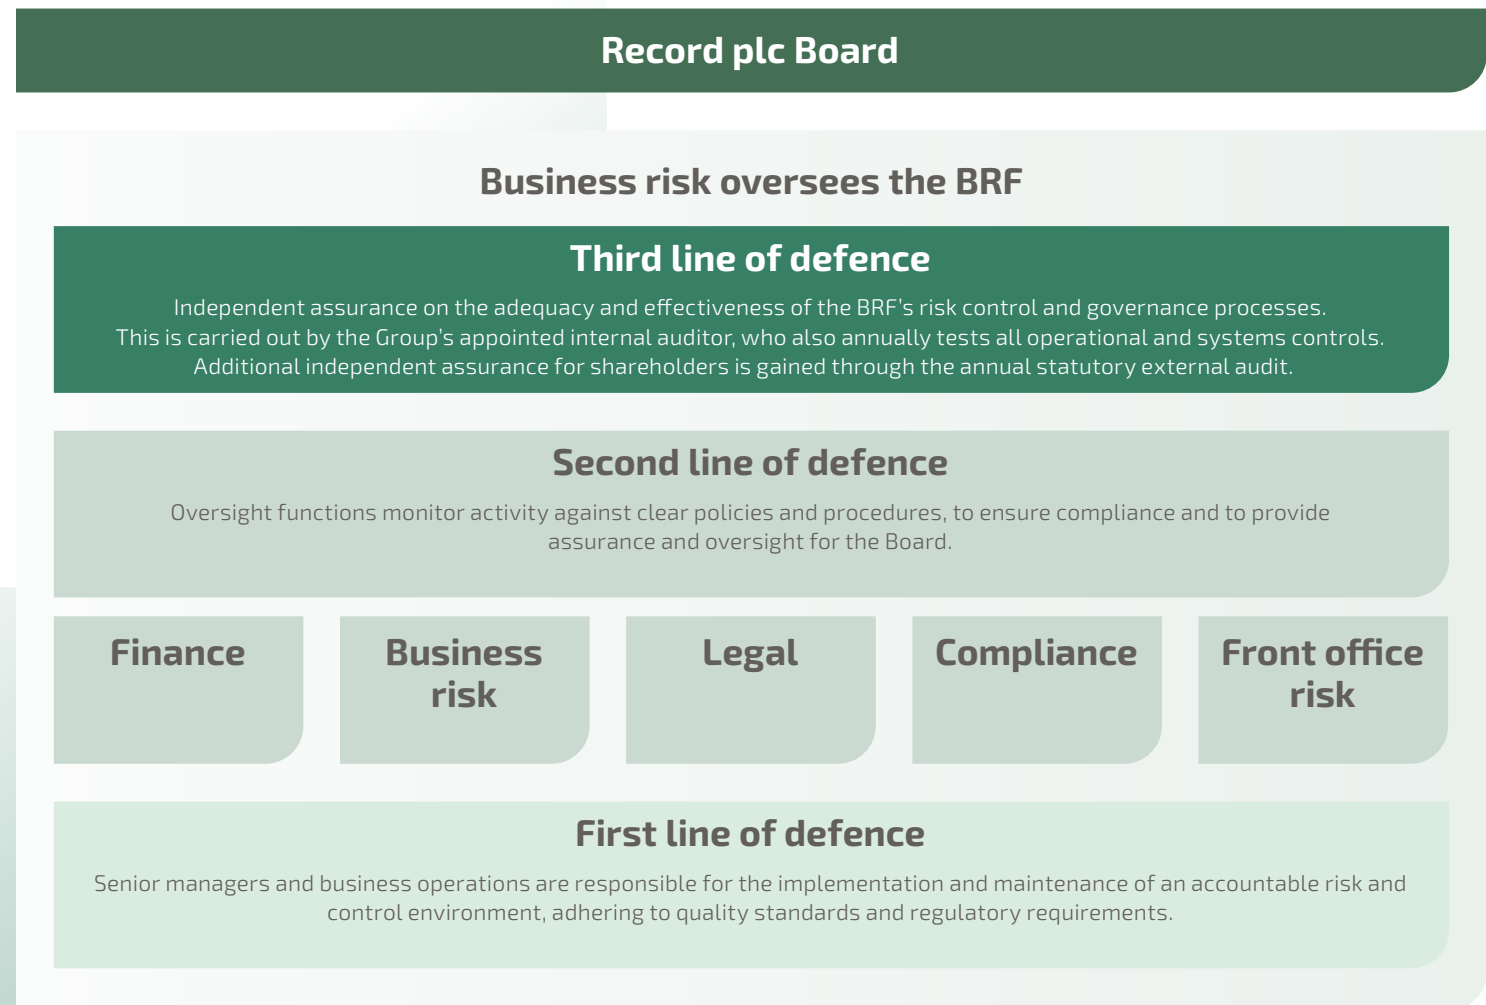 Record plc Board
Business risk oversees the BRF
Third line of defence
Independent assurance on the adequacy and effectiveness of the BRF's risk control and governance processes.
This is carried out by the Group's appointed internal auditor, who also annually tests all operational and systems controls.
Additional independent assurance for shareholders is gained through the annual statutory external audit.
Second line of defence
Oversight functions monitor activity against clear policies and procedures, to ensure compliance and to provide
assurance and oversight for the Board.
Finance
Business
risk
Legal
Compliance
Front office
risk
First line of defence
Senior managers and business operations are responsible for the implementation and maintenance of an accountable risk and
control environment, adhering to quality standards and regulatory requirements.